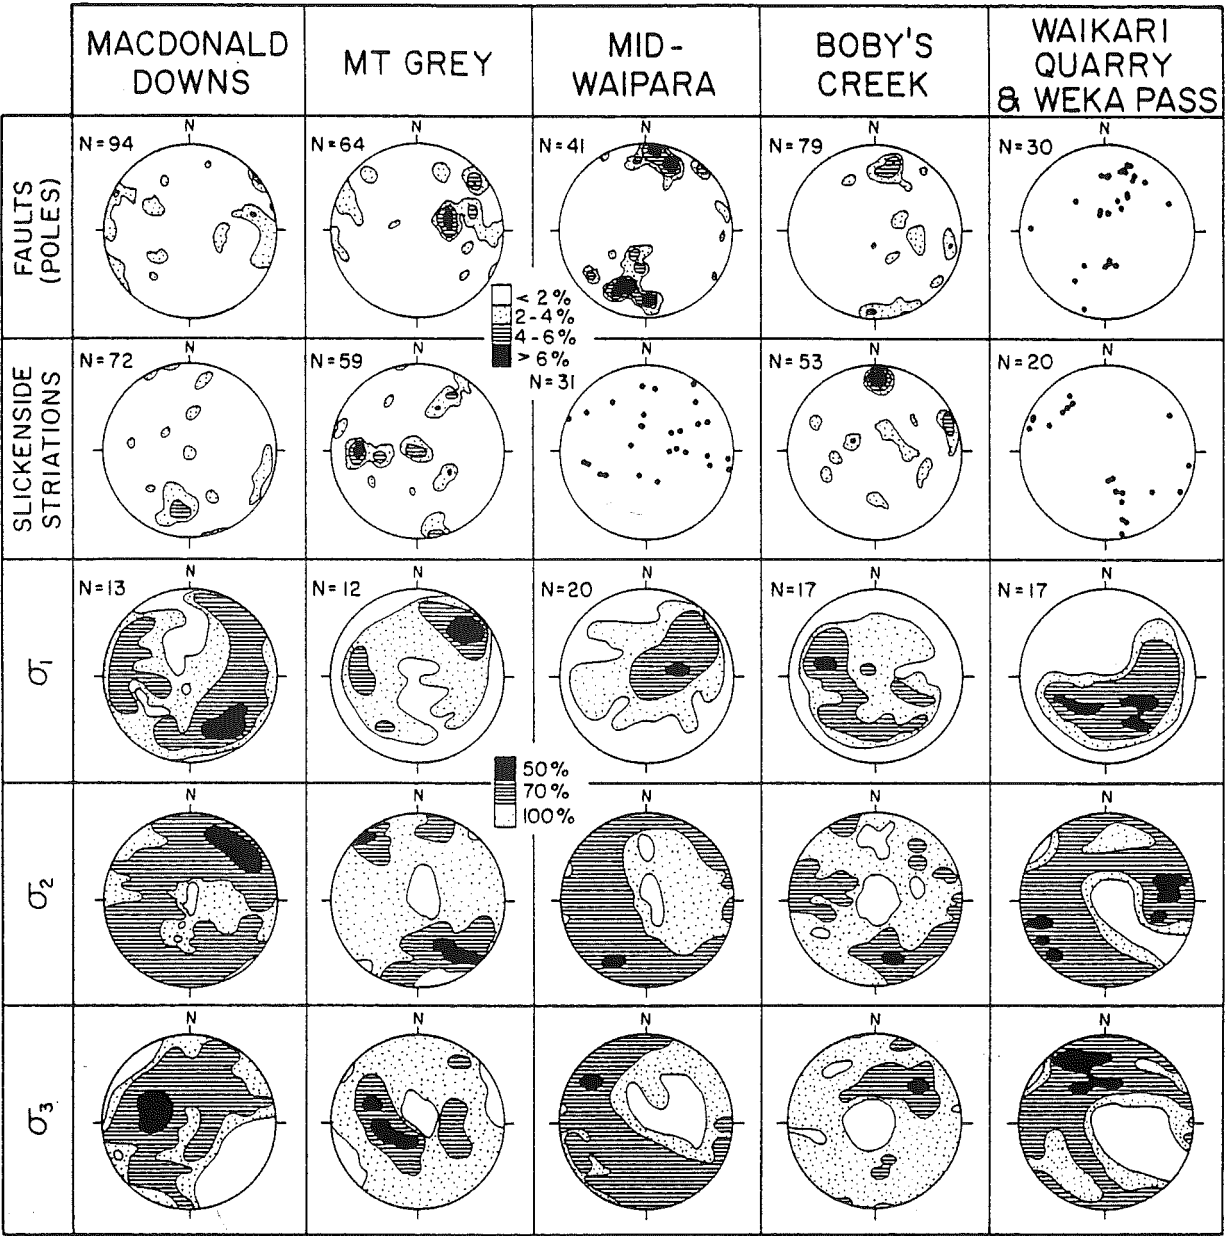 MACDONALD DOWNS
MT GREY
MID-WAIPARA
BOBY'S CREEK
WAIKARI QUARRY & WEKA PASS
FAULTS (POLES)
N
N=94
N
N=64
N
N=41
N
N=79
N
N=30
< 2%
2-4%
4-6%
> 6%
SLICKENSIDE STRIATIONS
N
N=72
N
N=59
N
N=31
N
N=53
N
N=20
σ1
N
N=13
N
N=12
N
N=20
N
N=17
N
N=17
50%
70%
100%
σ2
N
N
N
N
N
σ3
N
N
N
N
N